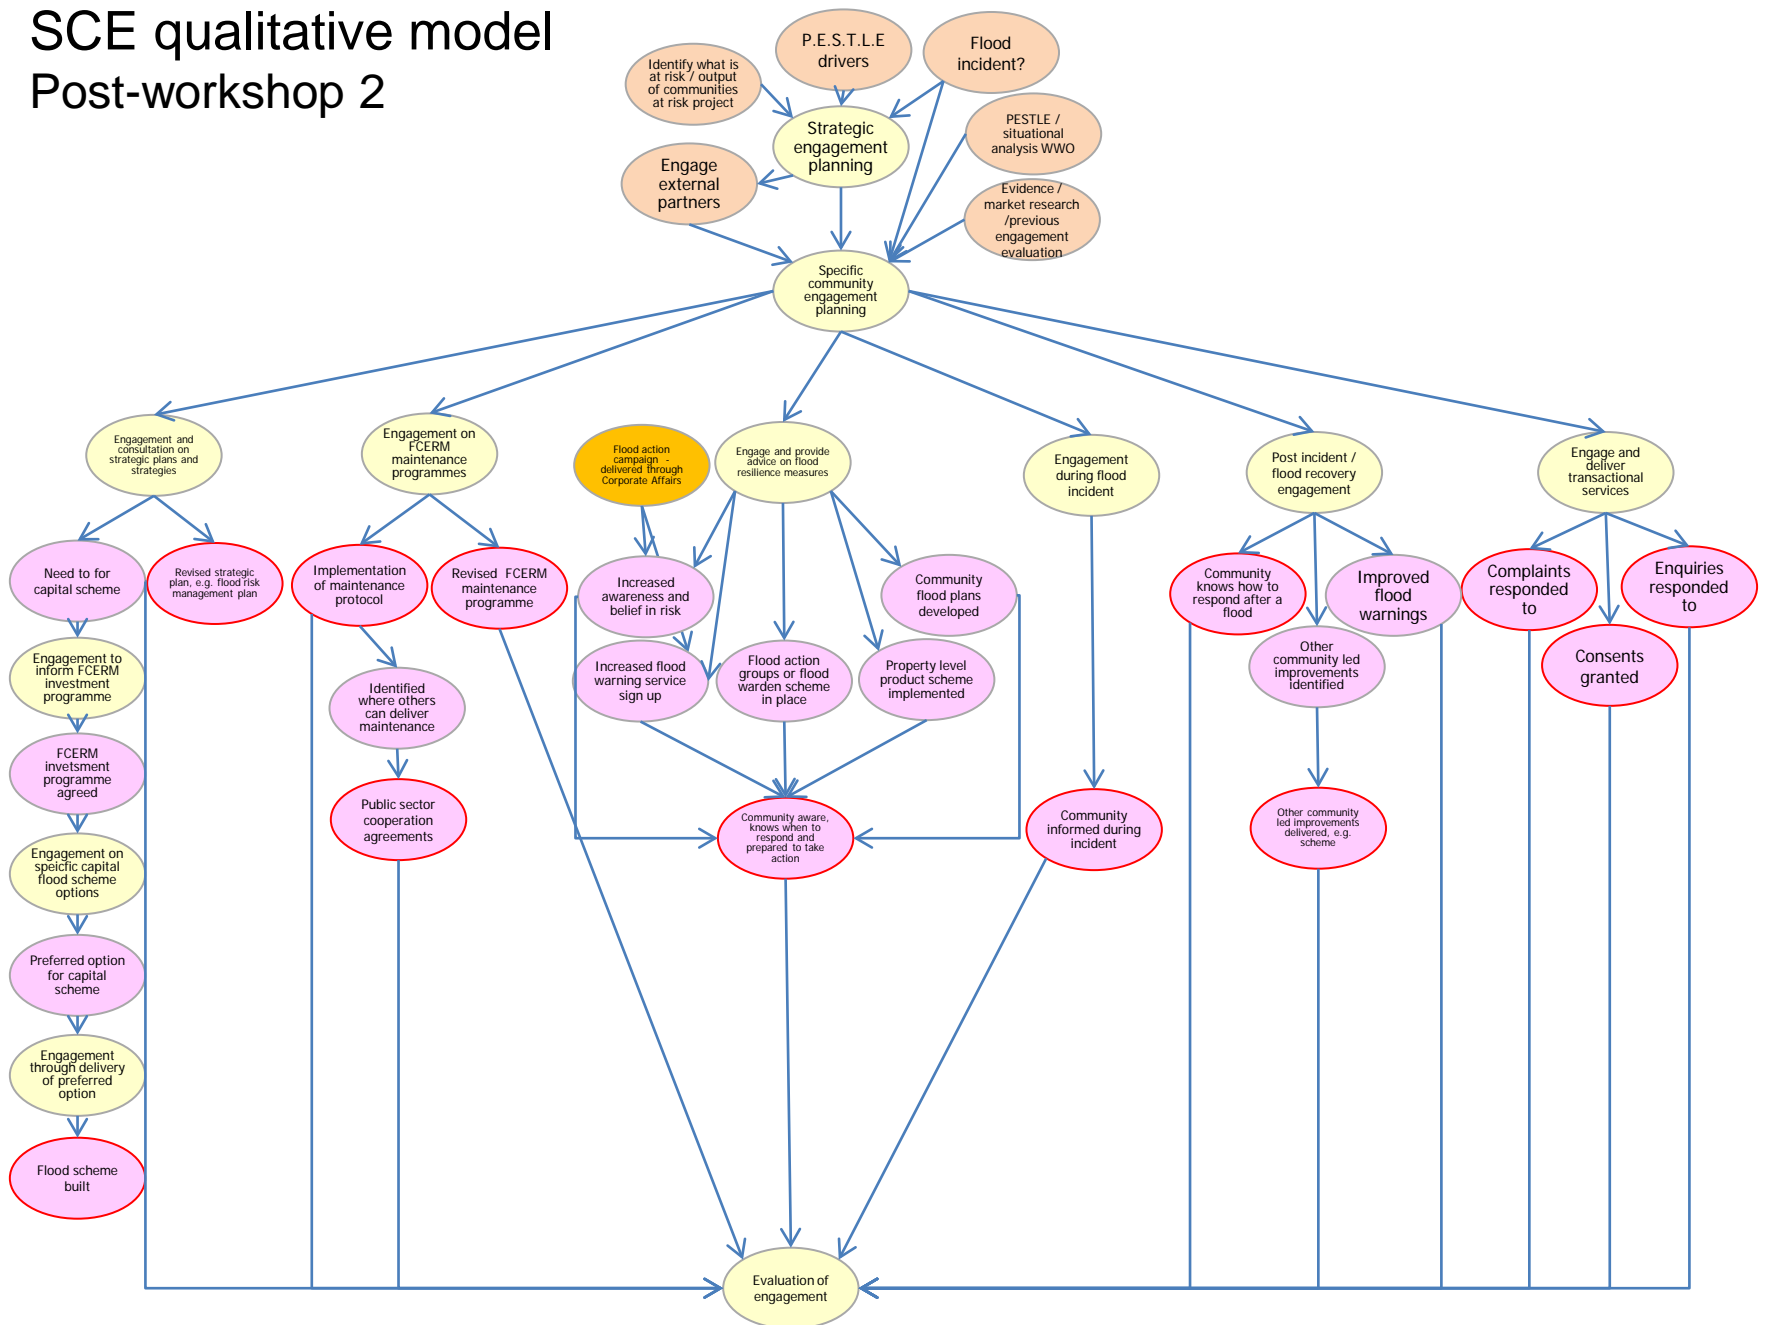 SCE qualitative model
Post-workshop 2
Identify what is
at risk / output
of communities
at risk project
P.E.S.T.L.E
drivers
Flood
incident?
PESTLE /
situational
analysis WWO
Strategic
engagement
planning
Engage
external
partners
Evidence /
market research
/previous
engagement
evaluation
Specific
community
engagement
planning
Engagement and
consultation on
strategic plans and
strategies
Engagement on
FCERM
maintenance
programmes
Flood action
campaign -
delivered through
Corporate Affairs
Engage and provide
advice on flood
resilience measures
Engagement
during flood
incident
Post incident /
flood recovery
engagement
Engage and
deliver
transactional
services
Need to for
capital scheme
Revised strategic
plan, e.g. flood risk
management plan
Implementation
of maintenance
protocol
Revised FCERM
maintenance
programme
Increased
awareness and
belief in risk
Community
flood plans
developed
Community
knows how to
respond after a
flood
Improved
flood
warnings
Complaints
responded
to
Enquiries
responded
to
Engagement to
inform FCERM
investment
programme
Identified
where others
can deliver
maintenance
Increased flood
warning service
sign up
Flood action
groups or flood
warden scheme
in place
Property level
product scheme
implemented
Other
community led
improvements
identified
Consents
granted
FCERM
invetsment
programme
agreed
Public sector
cooperation
agreements
Community aware,
knows when to
respond and
prepared to take
action
Community
informed during
incident
Other community
led improvements
delivered, e.g.
scheme
Engagement on
speicfic capital
flood scheme
options
Preferred option
for capital
scheme
Engagement
through delivery
of preferred
option
Flood scheme
built
Evaluation of
engagement